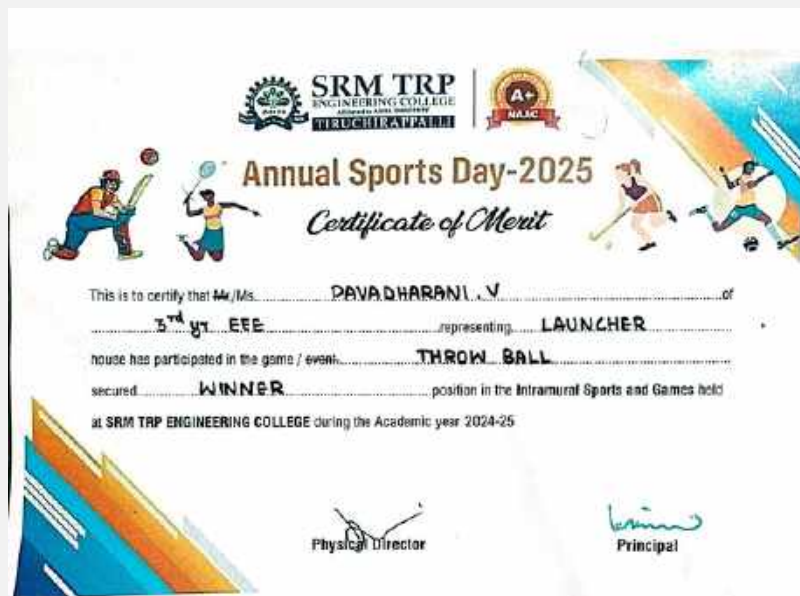 SRM TRP
ENGINEERING COLLEGE
TIRUCHIRAPPALLI
A+
NAAC
Annual Sports Day-2025
Certificate of Merit
This is to certify that Mr./Ms. PAVADHARANI . V of
3rd yr EEE representing LAUNCHER
house has participated in the game / event THROW BALL
secured WINNER position in the Intramural Sports and Games held
at SRM TRP ENGINEERING COLLEGE during the Academic year 2024-25
Physical Director
Principal